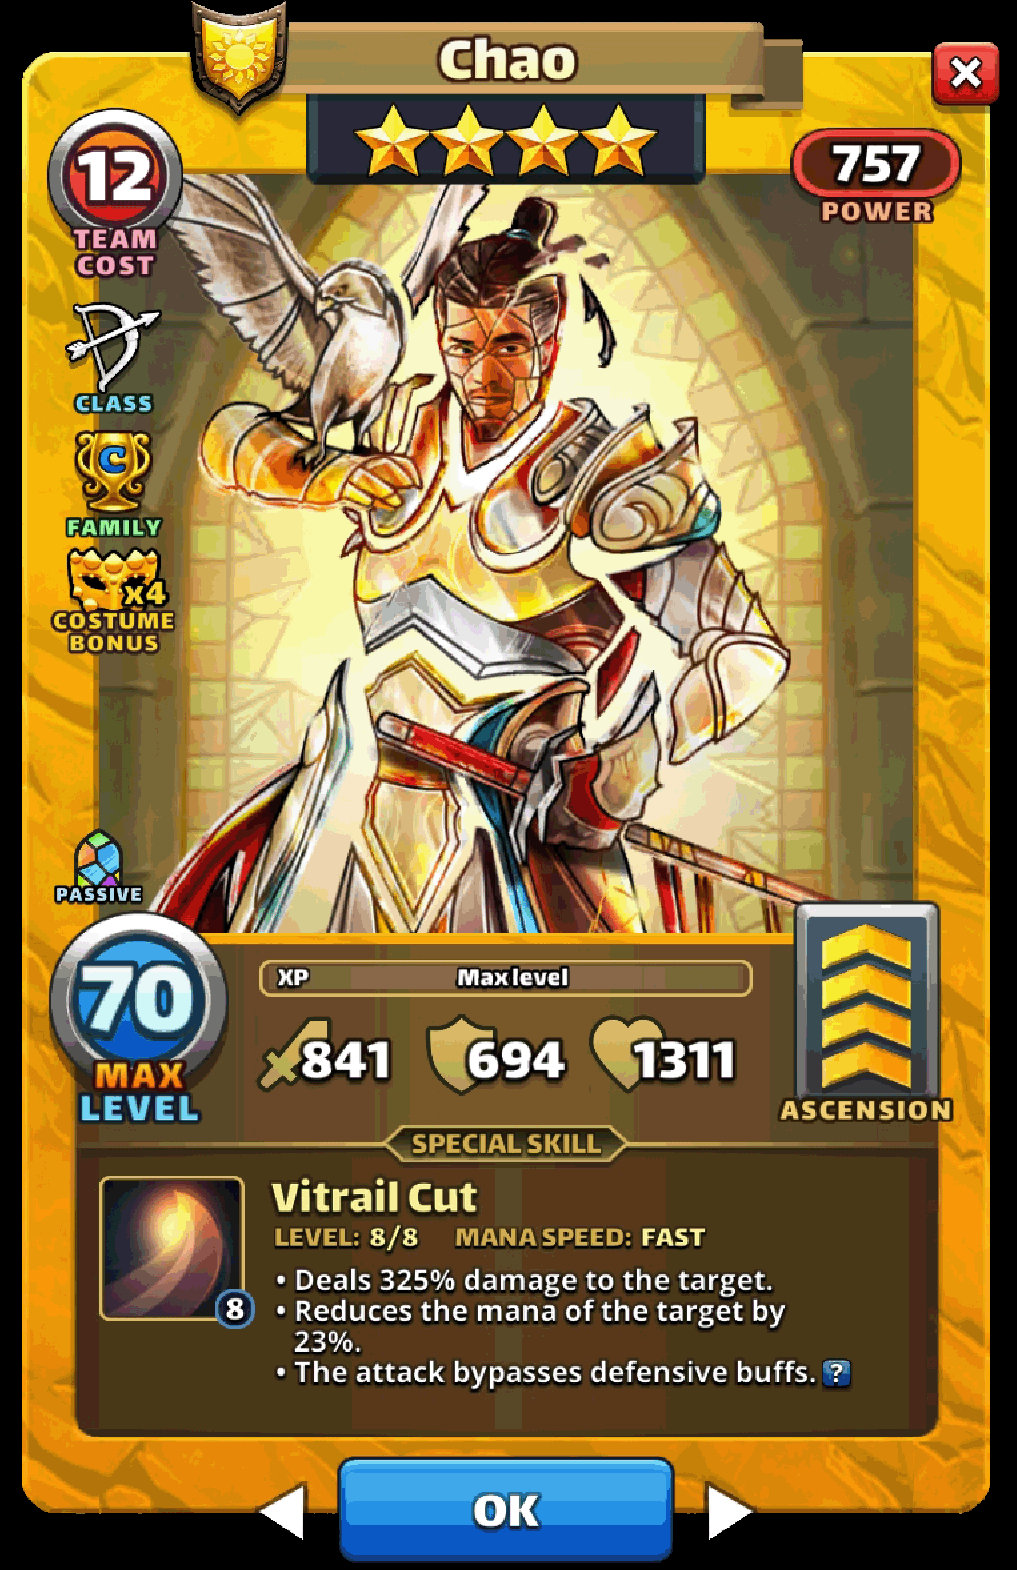 Chao
12
TEAM
COST
757
POWER
CLASS
C
FAMILY
x4
COSTUME
BONUS
PASSIVE
70
MAX
LEVEL
XP Max level
841 694 1311
ASCENSION
SPECIAL SKILL
Vitrail Cut
LEVEL: 8/8 MANA SPEED: FAST
8
• Deals 325% damage to the target.
• Reduces the mana of the target by
23%.
• The attack bypasses defensive buffs. ?
OK